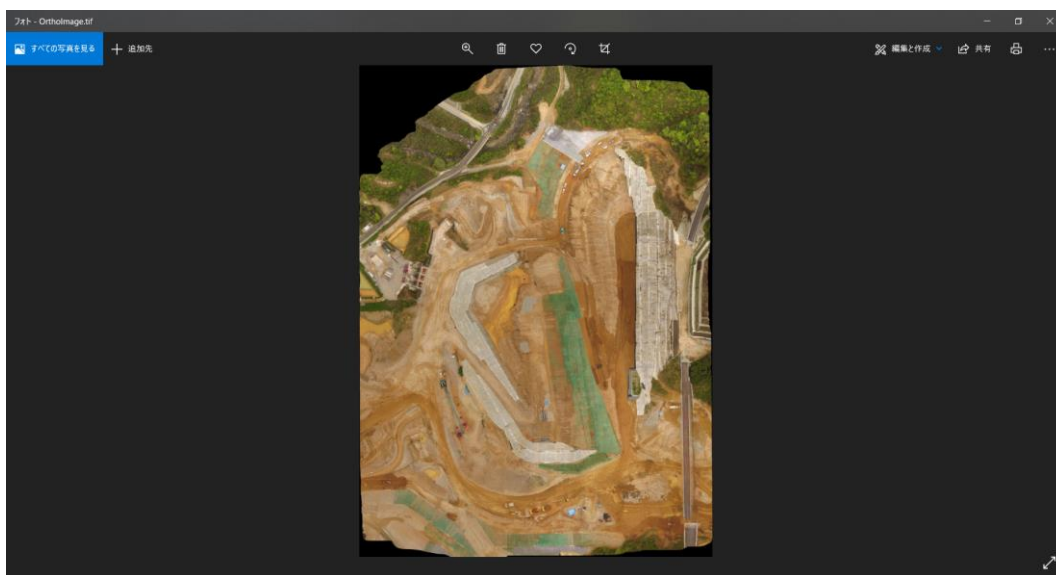 フォト - OrthoImage.tif
すべての写真を見る
追加先
編集と作成
共有